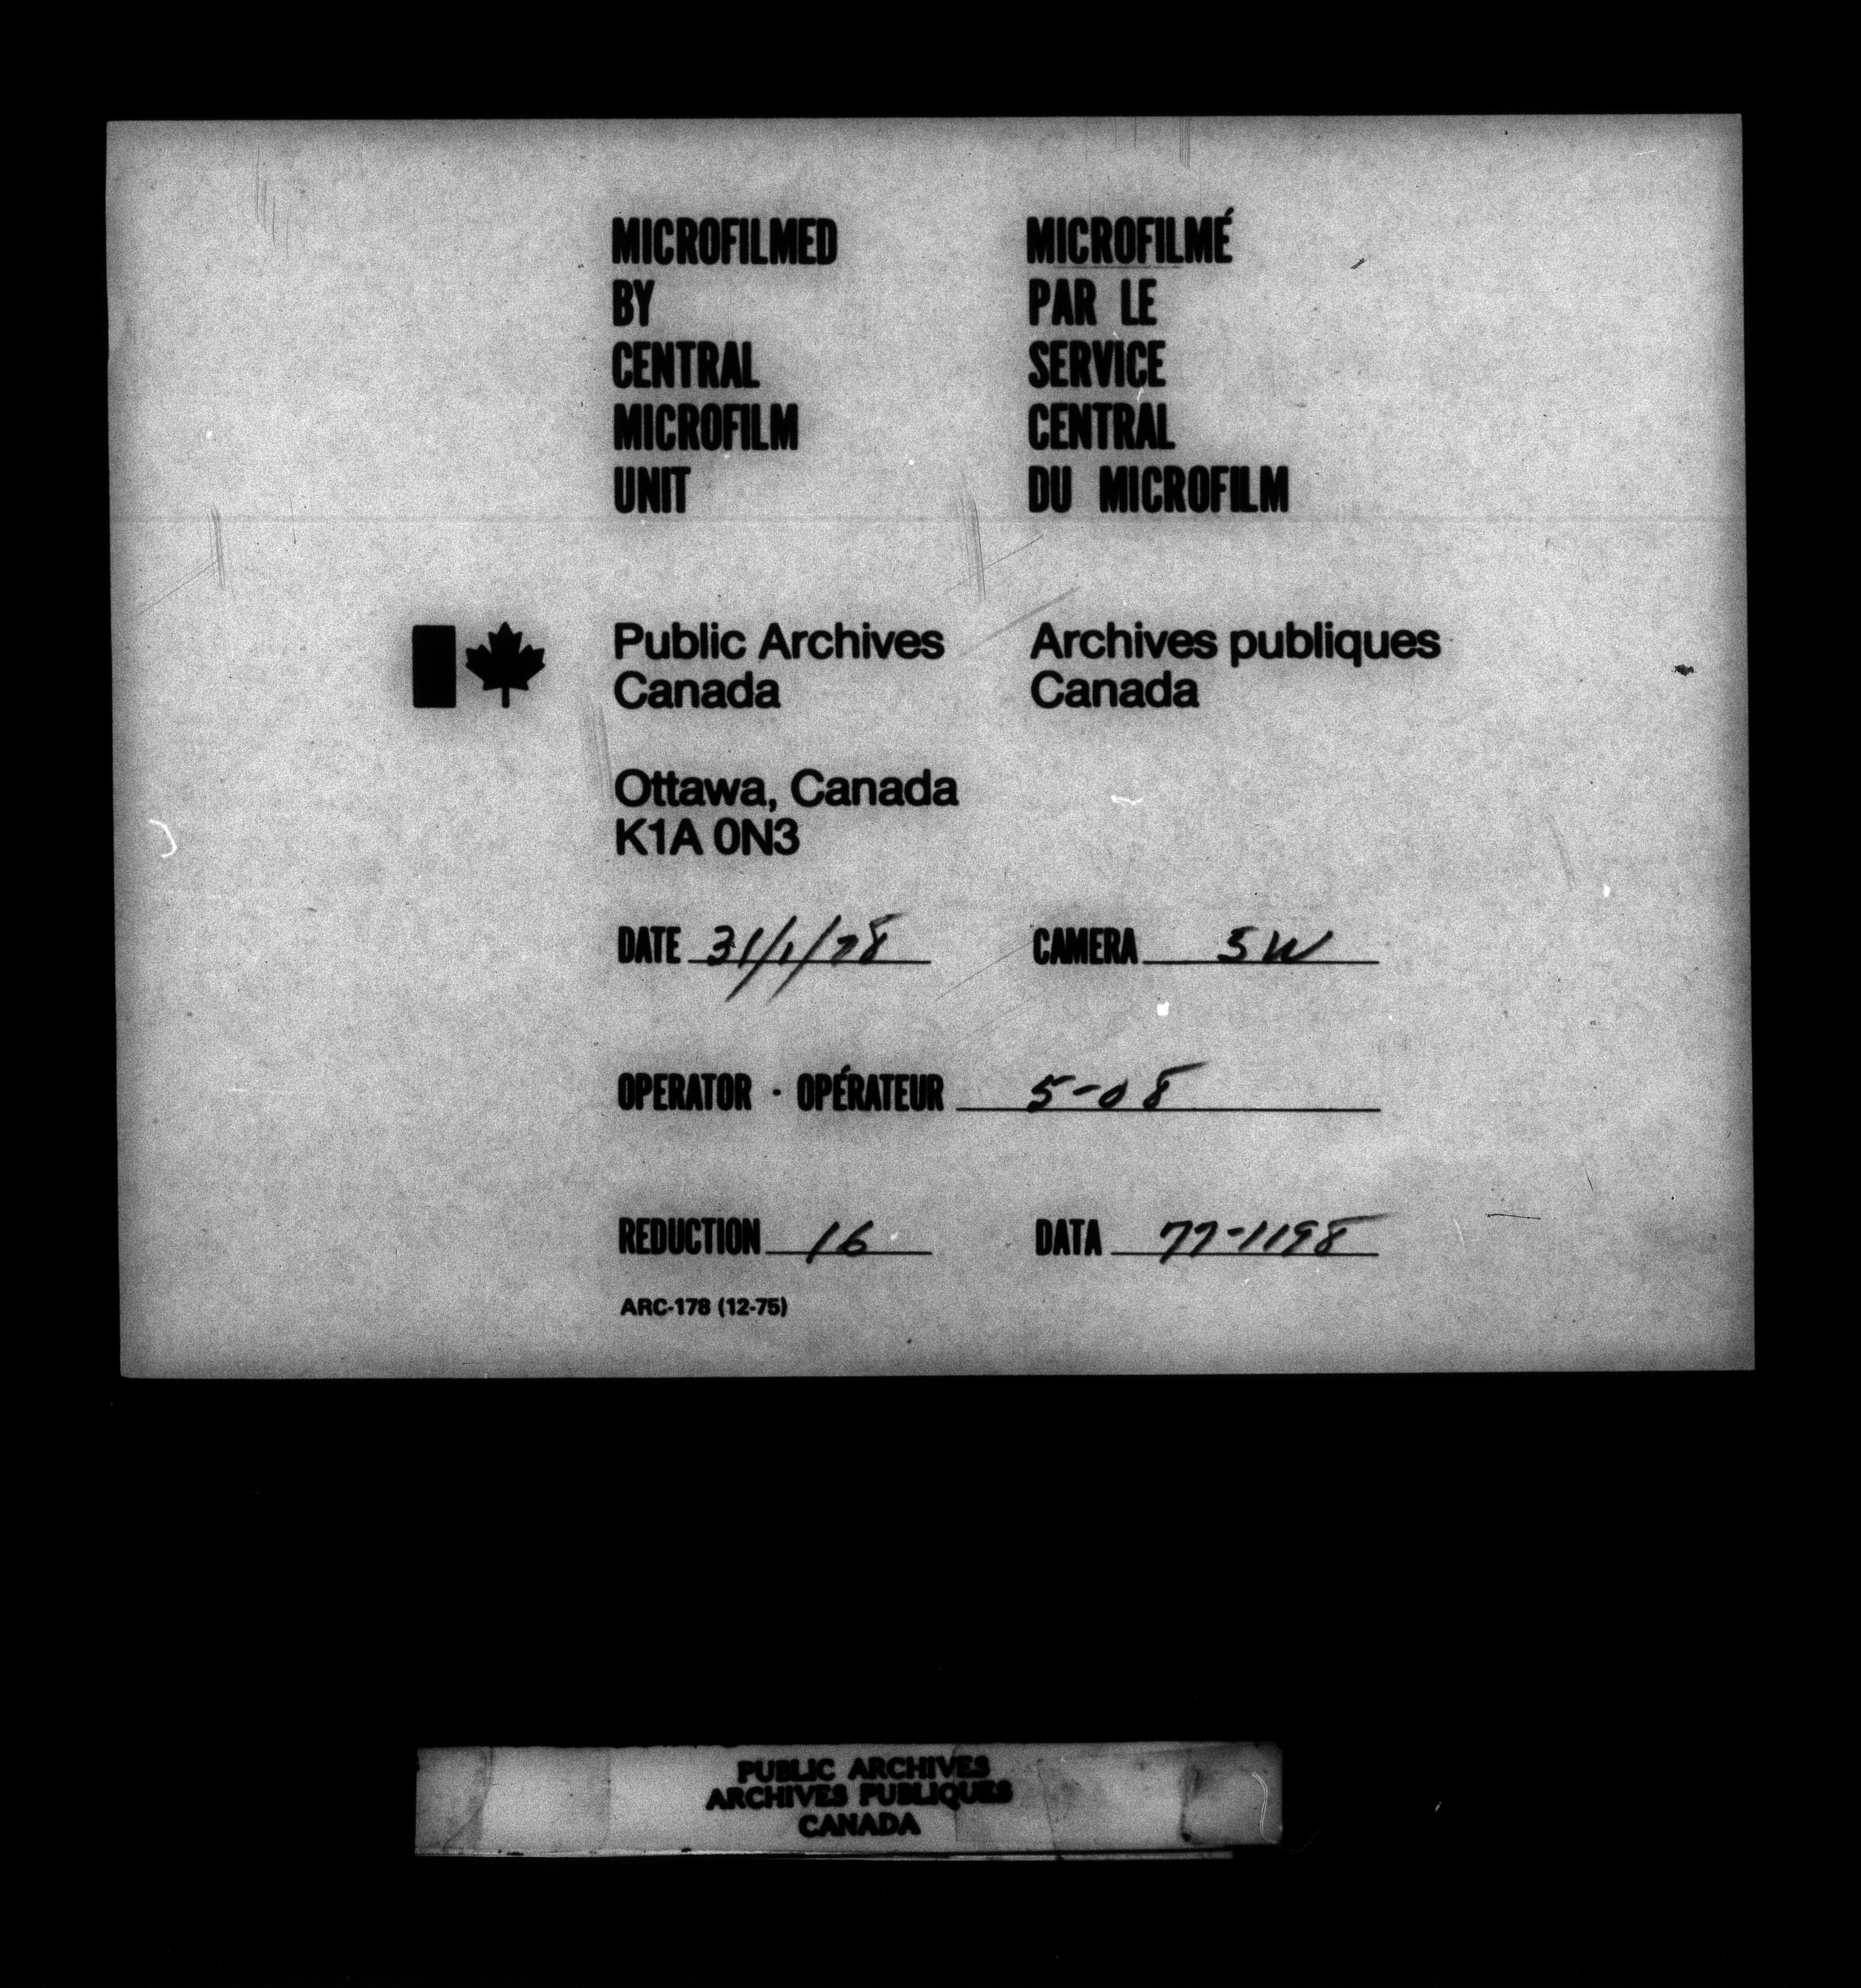 MICROFILMED
BY
CENTRAL
MICROFILM
UNIT
MICROFILMÉ
PAR LE
SERVICE
CENTRAL
DU MICROFILM
Public Archives
Canada
Archives publiques
Canada
Ottawa, Canada
K1A 0N3
DATE 31/1/78
CAMERA 5W
OPERATOR · OPÉRATEUR 5-08
REDUCTION 16
DATA 77-1198
ARC-178 (12-75)
PUBLIC ARCHIVES
ARCHIVES PUBLIQUES
CANADA